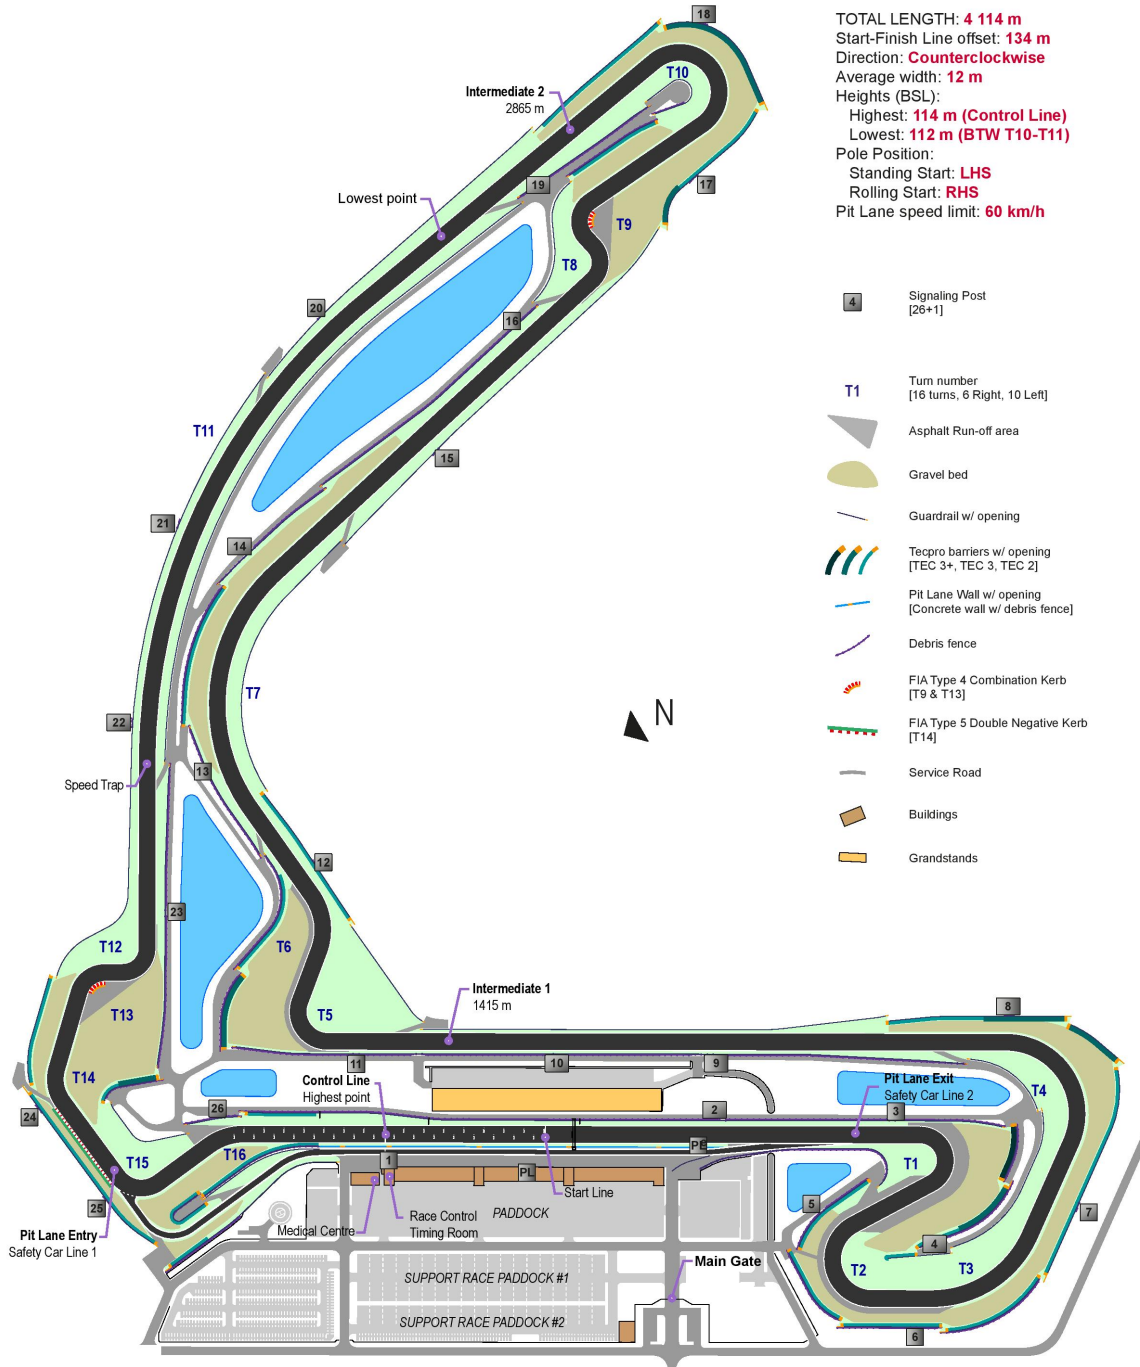 TOTAL LENGTH: 4 114 m
Start-Finish Line offset: 134 m
Direction: Counterclockwise
Average width: 12 m
Heights (BSL):
Highest: 114 m (Control Line)
Lowest: 112 m (BTW T10-T11)
Pole Position:
Standing Start: LHS
Rolling Start: RHS
Pit Lane speed limit: 60 km/h
4
Signaling Post
[26+1]
T1
Turn number
[16 turns, 6 Right, 10 Left]
Asphalt Run-off area
Gravel bed
Guardrail w/ opening
Tecpro barriers w/ opening
[TEC 3+, TEC 3, TEC 2]
Pit Lane Wall w/ opening
[Concrete wall w/ debris fence]
Debris fence
FIA Type 4 Combination Kerb
[T9 & T13]
FIA Type 5 Double Negative Kerb
[T14]
Service Road
Buildings
Grandstands
18
T10
Intermediate 2
2865 m
19
17
Lowest point
T9
T8
20
16
T11
15
21
14
N
T7
22
13
Speed Trap
12
23
T12
T6
Intermediate 1
1415 m
T13
T5
8
11
10
9
T14
Control Line
Highest point
Pit Lane Exit
Safety Car Line 2
T4
24
26
2
3
T16
PE
T15
1
PL
T1
Start Line
25
5
7
Pit Lane Entry
Safety Car Line 1
Medical Centre
Race Control
Timing Room
PADDOCK
4
Main Gate
T2
T3
SUPPORT RACE PADDOCK #1
SUPPORT RACE PADDOCK #2
6